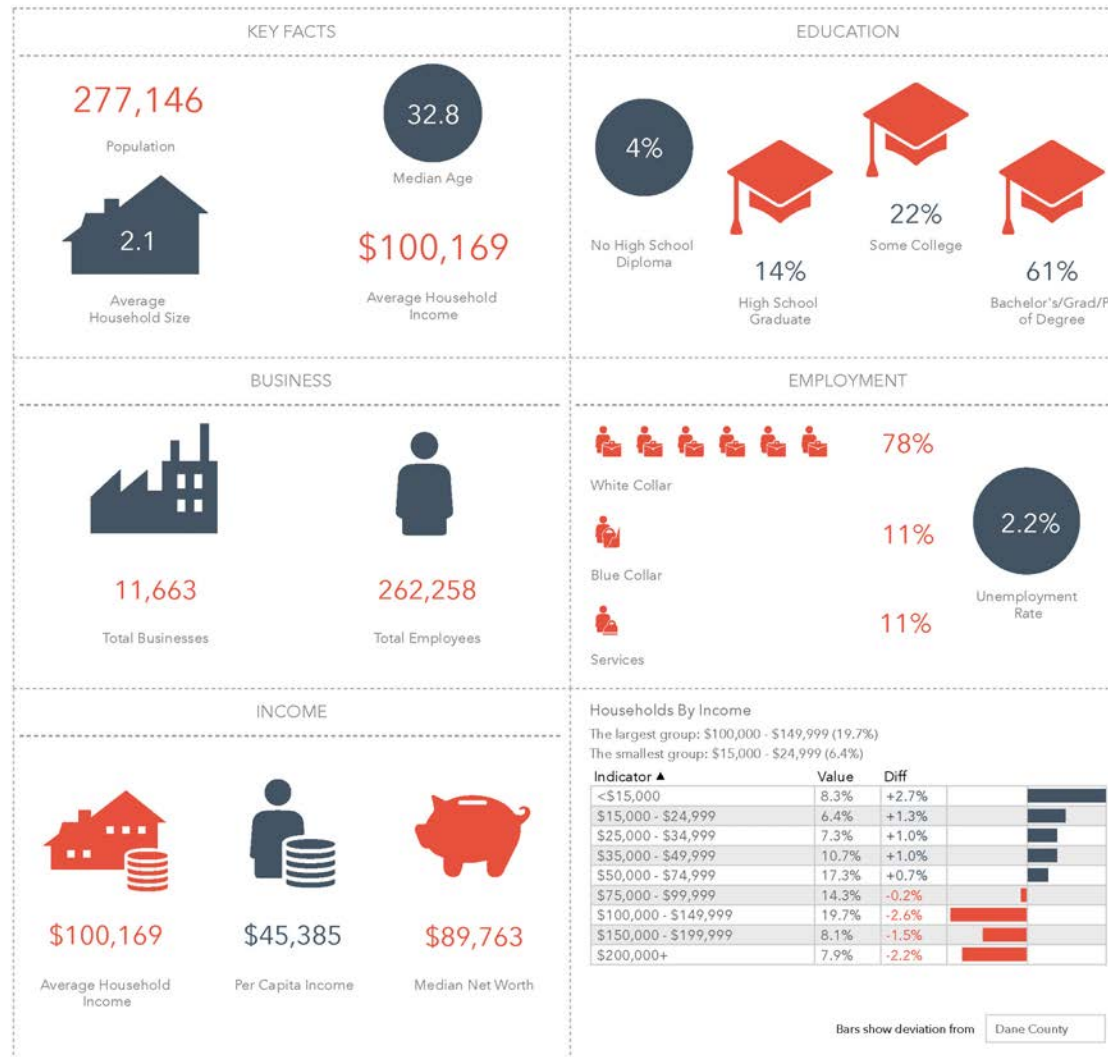 KEY FACTS
277,146
Population
32.8
Median Age
2.1
Average
Household Size
$100,169
Average Household
Income
EDUCATION
4%
No High School
Diploma
14%
High School
Graduate
22%
Some College
61%
Bachelor's/Grad/P
of Degree
BUSINESS
11,663
Total Businesses
262,258
Total Employees
EMPLOYMENT
78%
White Collar
11%
Blue Collar
11%
Services
2.2%
Unemployment
Rate
INCOME
$100,169
Average Household
Income
$45,385
Per Capita Income
$89,763
Median Net Worth
Households By Income
The largest group: $100,000 - $149,999 (19.7%)
The smallest group: $15,000 - $24,999 (6.4%)
Indicator ▲ Value Diff
<$15,000 8.3% +2.7%
$15,000 - $24,999 6.4% +1.3%
$25,000 - $34,999 7.3% +1.0%
$35,000 - $49,999 10.7% +1.0%
$50,000 - $74,999 17.3% +0.7%
$75,000 - $99,999 14.3% -0.2%
$100,000 - $149,999 19.7% -2.6%
$150,000 - $199,999 8.1% -1.5%
$200,000+ 7.9% -2.2%
Bars show deviation from Dane County